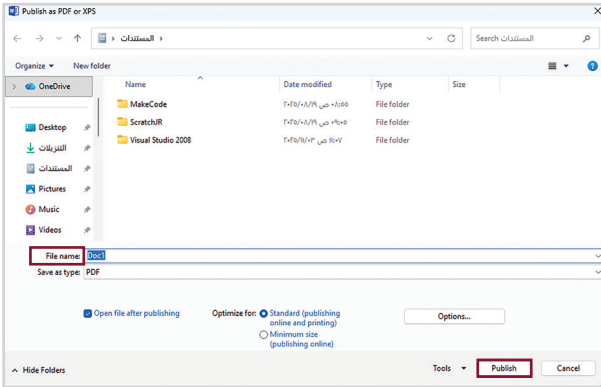 Publish as PDF or XPS
المستندات
Search المستندات
Organize
New folder
OneDrive
Desktop
التنزيلات
المستندات
Pictures
Music
Videos
Name
Date modified
Type
Size
MakeCode
٢٠٢٥/٠٨/١٩ ٠٨:٥٥ ص
File folder
ScratchJR
٢٠٢٥/٠٨/١٩ ٠٩:٠٥ ص
File folder
Visual Studio 2008
٢٠٢٥/١١/٠٣ ١١:٠٧ ص
File folder
File name: Doc1
Save as type: PDF
Open file after publishing
Optimize for:
Standard (publishing
online and printing)
Minimum size
(publishing online)
Options...
Hide Folders
Tools
Publish
Cancel